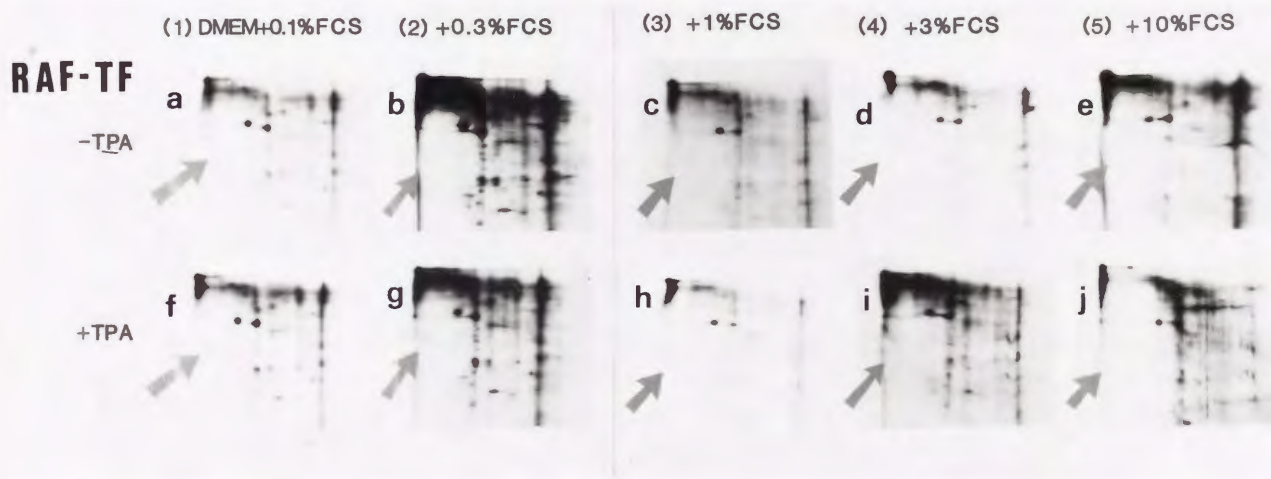 (1) DMEM+0.1%FCS (2) +0.3%FCS (3) +1%FCS (4) +3%FCS (5) +10%FCS
RAF-TF
a b c d e
-TPA
f g h i j
+TPA